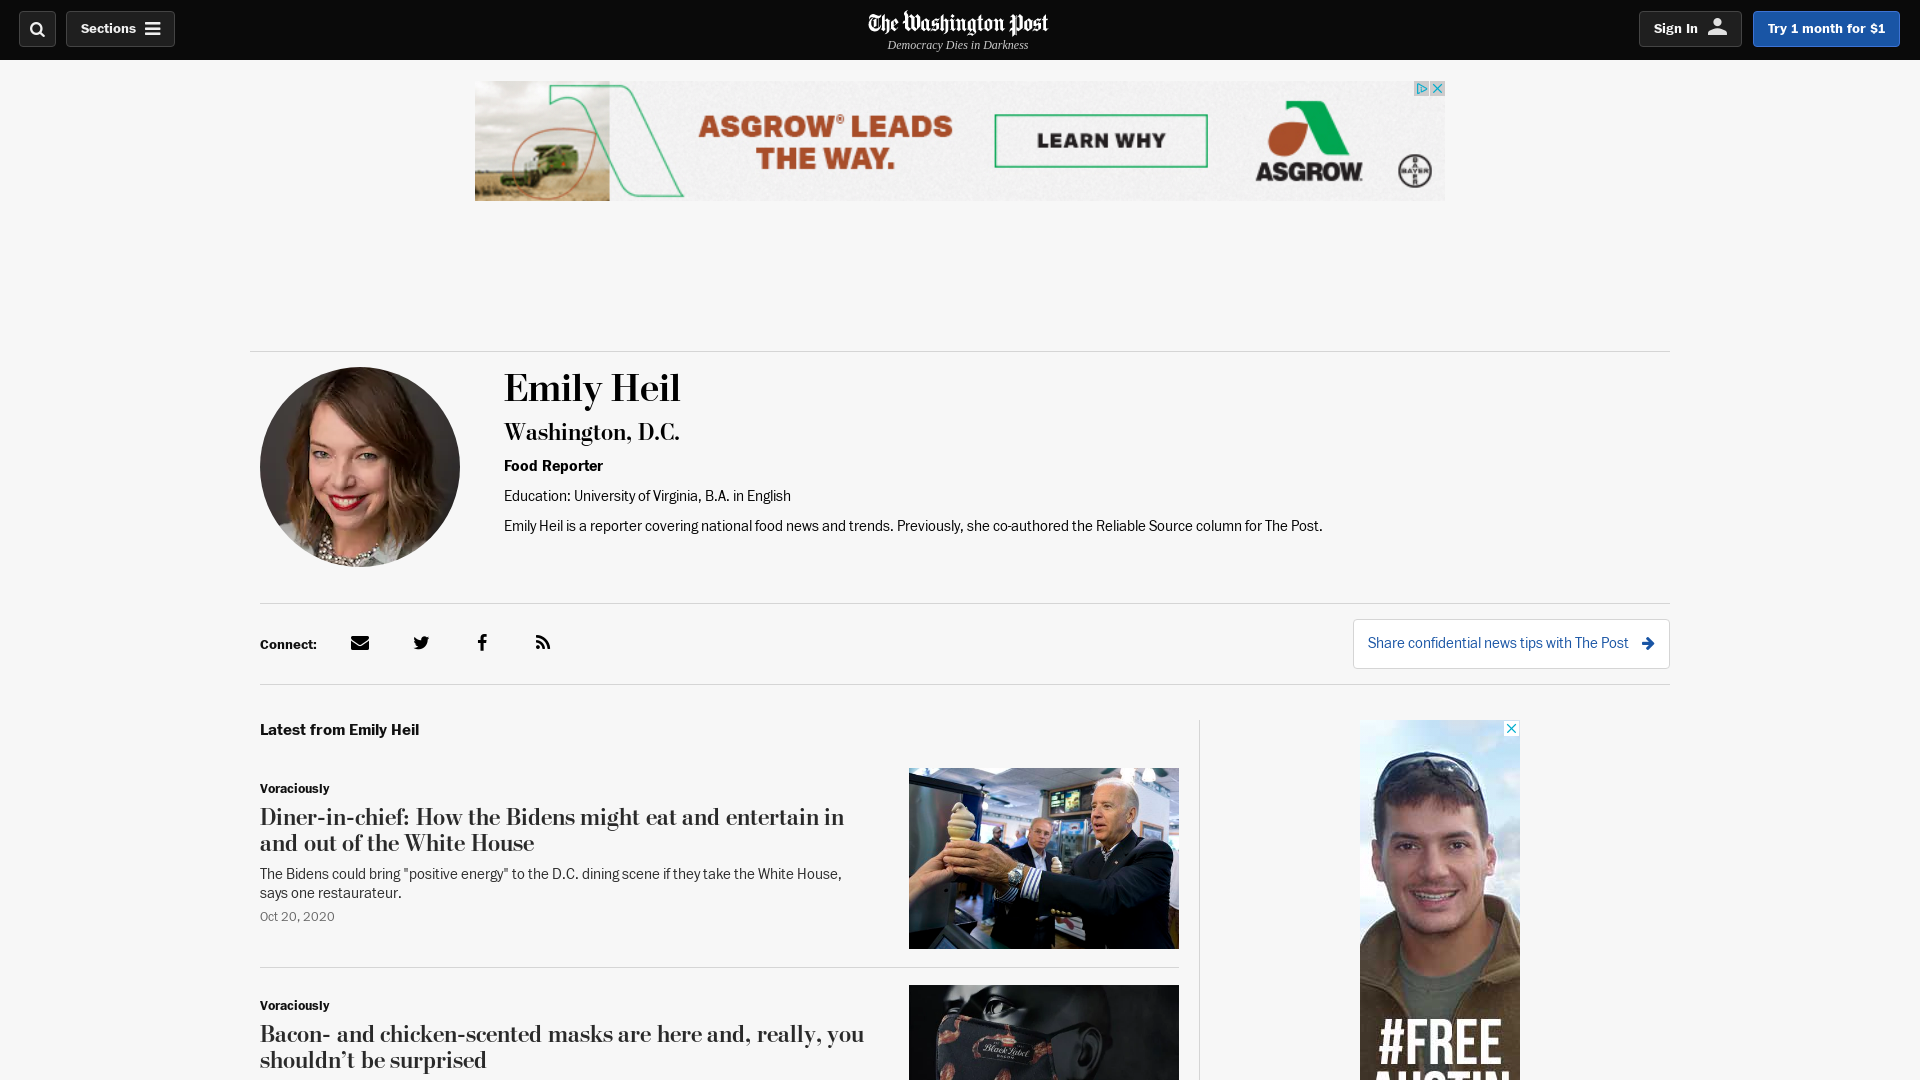 Sections
The Washington Post
Democracy Dies in Darkness
Sign In
Try 1 month for $1
ASGROW® LEADS
THE WAY.
LEARN WHY
ASGROW
BAYER
Emily Heil
Washington, D.C.
Food Reporter
Education: University of Virginia, B.A. in English
Emily Heil is a reporter covering national food news and trends. Previously, she co-authored the Reliable Source column for The Post.
Connect:
Share confidential news tips with The Post
Latest from Emily Heil
Voraciously
Diner-in-chief: How the Bidens might eat and entertain in
and out of the White House
The Bidens could bring "positive energy" to the D.C. dining scene if they take the White House,
says one restaurateur.
Oct 20, 2020
Voraciously
Bacon- and chicken-scented masks are here and, really, you
shouldn’t be surprised
Black Label
BACON
#FREE
AUSTIN